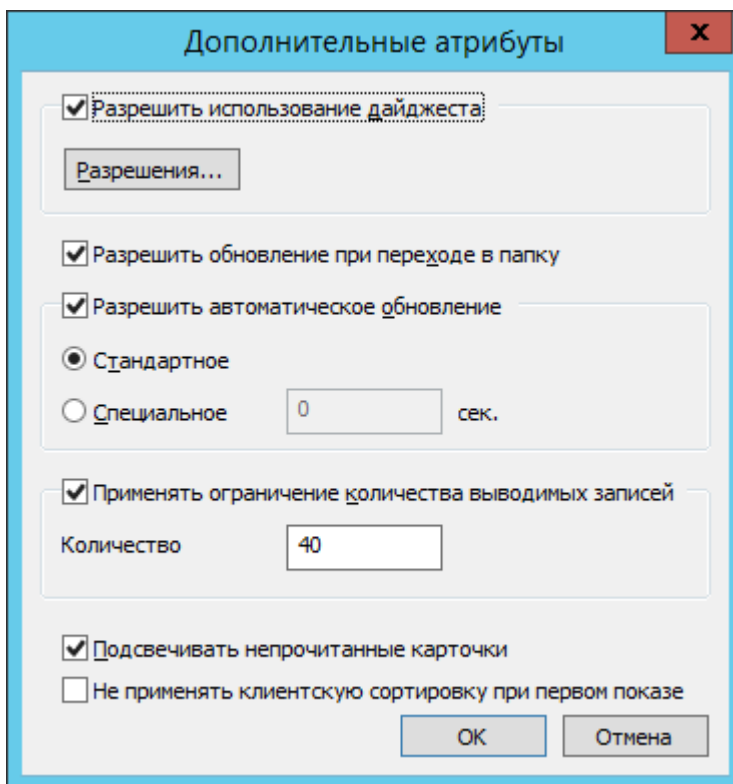 Дополнительные атрибуты
x
Разрешить использование дайджеста
Разрешения...
Разрешить обновление при переходе в папку
Разрешить автоматическое обновление
Стандартное
Специальное 0 сек.
Применять ограничение количества выводимых записей
Количество 40
Подсвечивать непрочитанные карточки
Не применять клиентскую сортировку при первом показе
OK Отмена